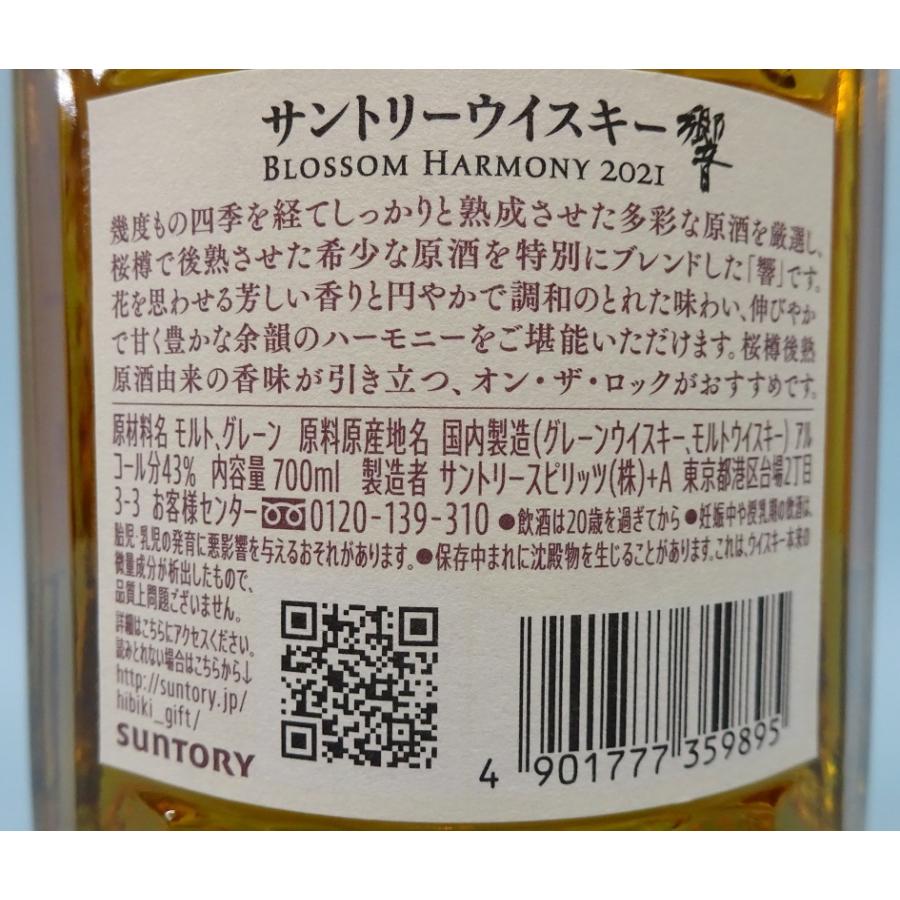 サントリーウイスキー響
BLOSSOM HARMONY 2021
幾度もの四季を経てしっかりと熟成させた多彩な原酒を厳選し、
桜樽で後熟させた希少な原酒を特別にブレンドした「響」です。
花を思わせる芳しい香りと円やかで調和のとれた味わい、伸びやか
で甘く豊かな余韻のハーモニーをご堪能いただけます。桜樽後熟
原酒由来の香味が引き立つ、オン・ザ・ロックがおすすめです。
原材料名 モルト、グレーン 原料原産地名 国内製造(グレーンウイスキー、モルトウイスキー) アル
コール分43% 内容量 700ml 製造者 サントリースピリッツ(株)+A 東京都港区台場2丁目
3-3 お客様センター 0120-139-310 ●飲酒は20歳を過ぎてから ●妊娠中や授乳期の飲酒は、
胎児・乳児の発育に悪影響を与えるおそれがあります。●保存中まれに沈殿物を生じることがあります。これは、ウイスキー本来の
微量成分が析出したもので、
品質上問題ございません。
詳細はこちらにアクセスください。
読みとれない場合はこちらから↓
http://suntory.jp/
hibiki_gift/
SUNTORY
4 901777 359895